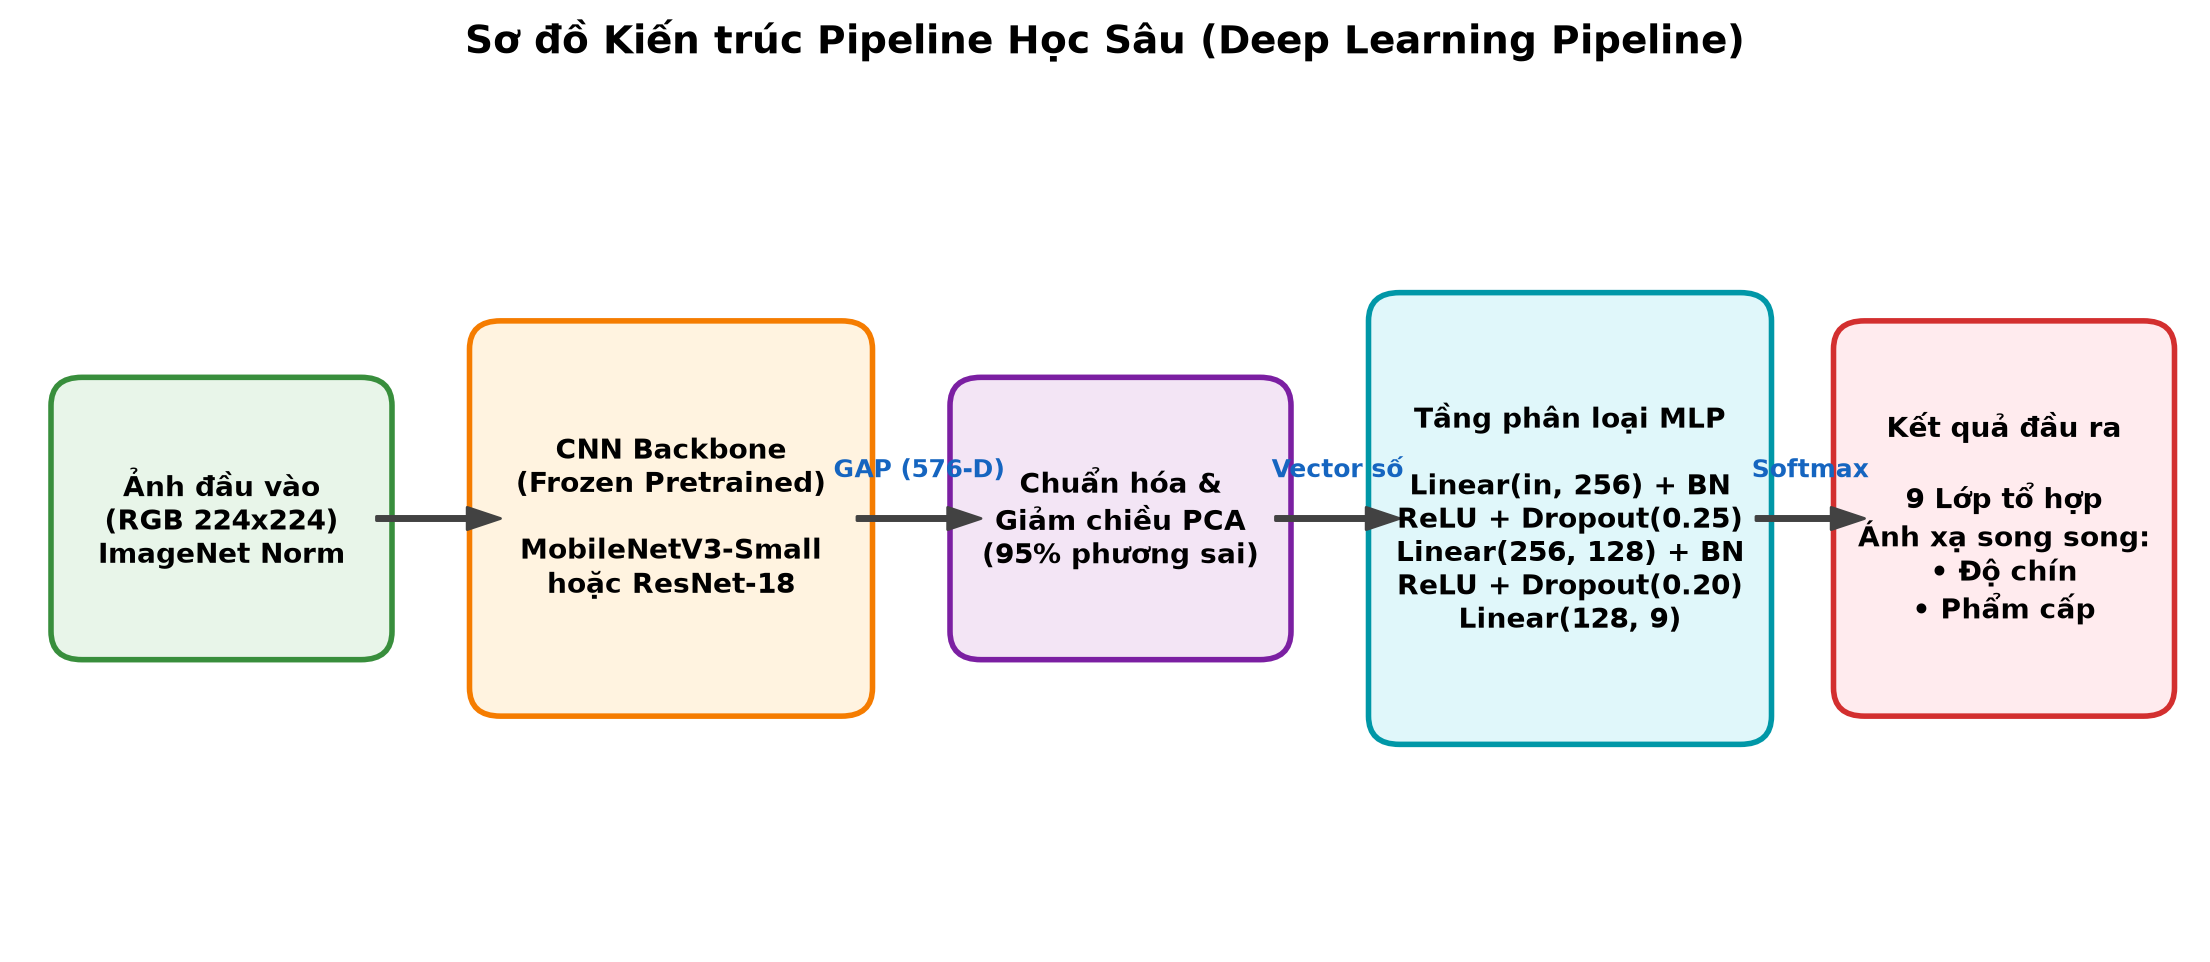 Sơ đồ Kiến trúc Pipeline Học Sâu (Deep Learning Pipeline)
Ảnh đầu vào
(RGB 224x224)
ImageNet Norm
CNN Backbone
(Frozen Pretrained)
MobileNetV3-Small
hoặc ResNet-18
GAP (576-D)
Chuẩn hóa &
Giảm chiều PCA
(95% phương sai)
Vector số
Tầng phân loại MLP
Linear(in, 256) + BN
ReLU + Dropout(0.25)
Linear(256, 128) + BN
ReLU + Dropout(0.20)
Linear(128, 9)
Softmax
Kết quả đầu ra
9 Lớp tổ hợp
Ánh xạ song song:
• Độ chín
• Phẩm cấp